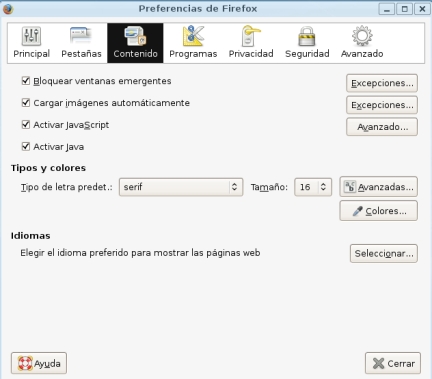 Preferencias de Firefox
Principal Pestañas Contenido Programas Privacidad Seguridad Avanzado
Bloquear ventanas emergentes Excepciones...
Cargar imágenes automáticamente Excepciones...
Activar JavaScript Avanzado...
Activar Java
Tipos y colores
Tipo de letra predet.: serif Tamaño: 16 Avanzadas...
Colores...
Idiomas
Elegir el idioma preferido para mostrar las páginas web Seleccionar...
Ayuda Cerrar